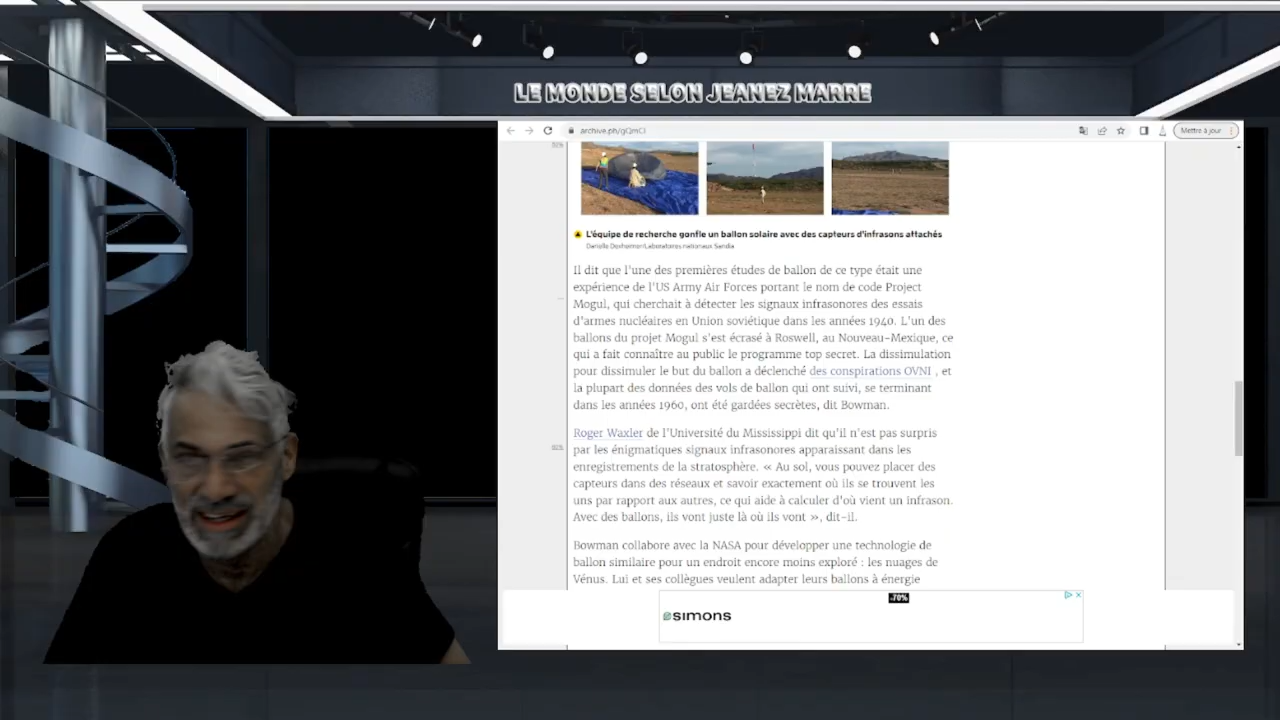 LE MONDE SELON JEANEZ MARRE
Mettre à jour
L'équipe de recherche gonfle un ballon solaire avec des capteurs d'infrasons attachés
Laboratoires nationaux Sandia
Il dit que l'une des premières études de ballon de ce type était une
expérience de l'US Army Air Forces portant le nom de code Project
Mogul, qui cherchait à détecter les signaux infrasonores des essais
d'armes nucléaires en Union soviétique dans les années 1940. L'un des
ballons du projet Mogul s'est écrasé à Roswell, au Nouveau-Mexique, ce
qui a fait connaître au public le programme top secret. La dissimulation
pour dissimuler le but du ballon a déclenché des conspirations OVNI , et
la plupart des données des vols de ballon qui ont suivi, se terminant
dans les années 1960, ont été gardées secrètes, dit Bowman.
Roger Waxler de l'Université du Mississippi dit qu'il n'est pas surpris
par les énigmatiques signaux infrasonores apparaissant dans les
enregistrements de la stratosphère. « Au sol, vous pouvez placer des
capteurs dans des réseaux et savoir exactement où ils se trouvent les
uns par rapport aux autres, ce qui aide à calculer d'où vient un infrason.
Avec des ballons, ils vont juste là où ils vont », dit-il.
Bowman collabore avec la NASA pour développer une technologie de
ballon similaire pour un endroit encore moins exploré : les nuages de
Vénus. Lui et ses collègues veulent adapter leurs ballons à énergie
-70%
simons